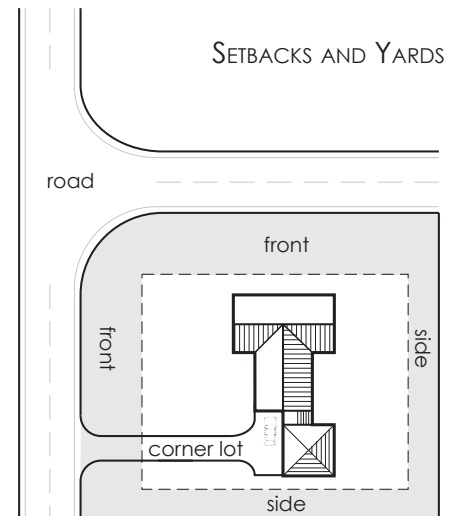 SETBACKS AND YARDS
road
front
front
side
corner lot
side